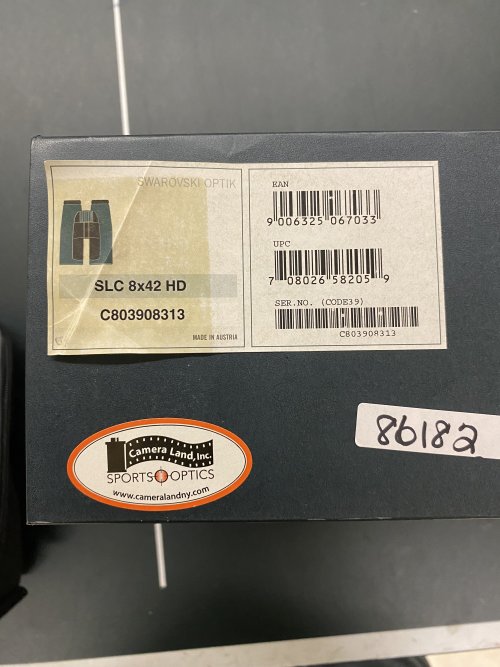 SWAROVSKI OPTIK
SLC 8x42 HD
C803908313
MADE IN AUSTRIA
EAN
9 006325 067033
UPC
7 08026 58205 9
SER.NO. (CODE39)
C803908313
86182
Camera Land, Inc.
SPORTS OPTICS
www.cameralandny.com